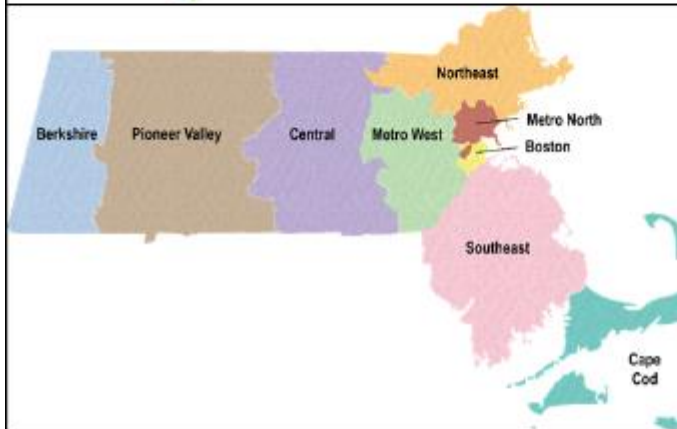 Northeast
Metro North
Berkshire
Pioneer Valley
Central
Metro West
Boston
Southeast
Cape
Cod